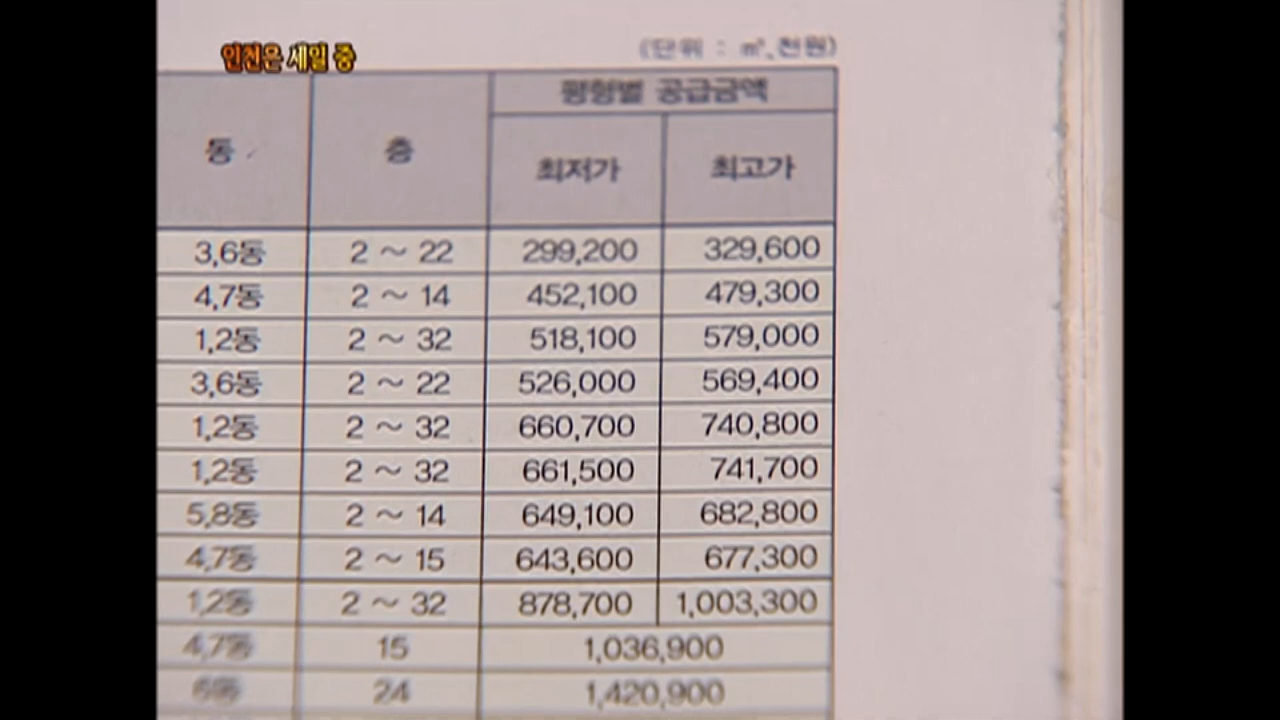 인천은 세일 중
(단위 : ㎡,천원)
동 층 평형별 공급금액
최저가 최고가
3,6동 2 ~ 22 299,200 329,600
4,7동 2 ~ 14 452,100 479,300
1,2동 2 ~ 32 518,100 579,000
3,6동 2 ~ 22 526,000 569,400
1,2동 2 ~ 32 660,700 740,800
1,2동 2 ~ 32 661,500 741,700
5,8동 2 ~ 14 649,100 682,800
4,7동 2 ~ 15 643,600 677,300
1,2동 2 ~ 32 878,700 1,003,300
4,7동 15 1,036,900
6동 24 1,420,900